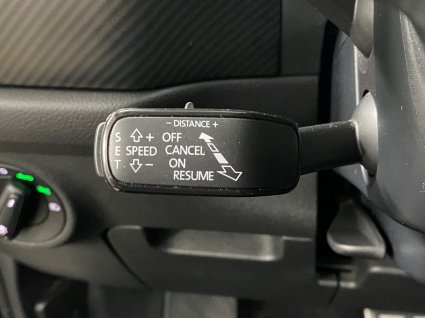 - DISTANCE +
S + OFF
E SPEED CANCEL
T - ON
RESUME